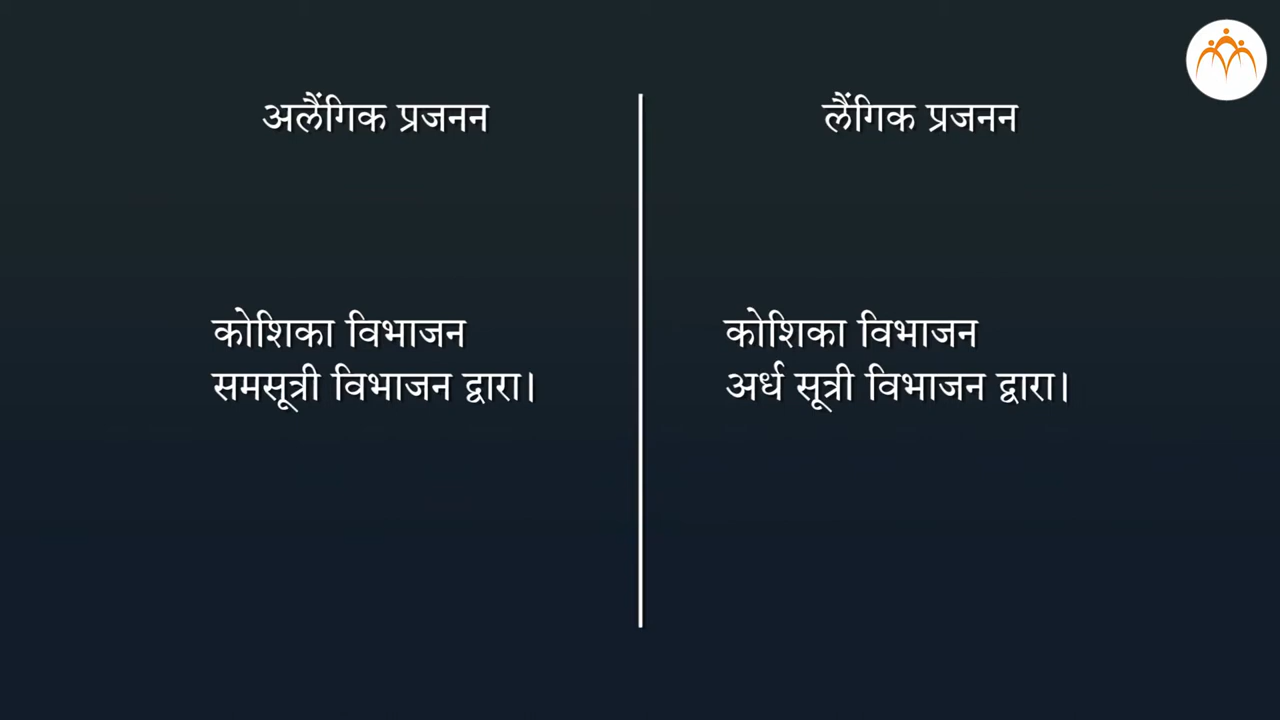 अलैंगिक प्रजनन
लैंगिक प्रजनन
कोशिका विभाजन
समसूत्री विभाजन द्वारा।
कोशिका विभाजन
अर्ध सूत्री विभाजन द्वारा।